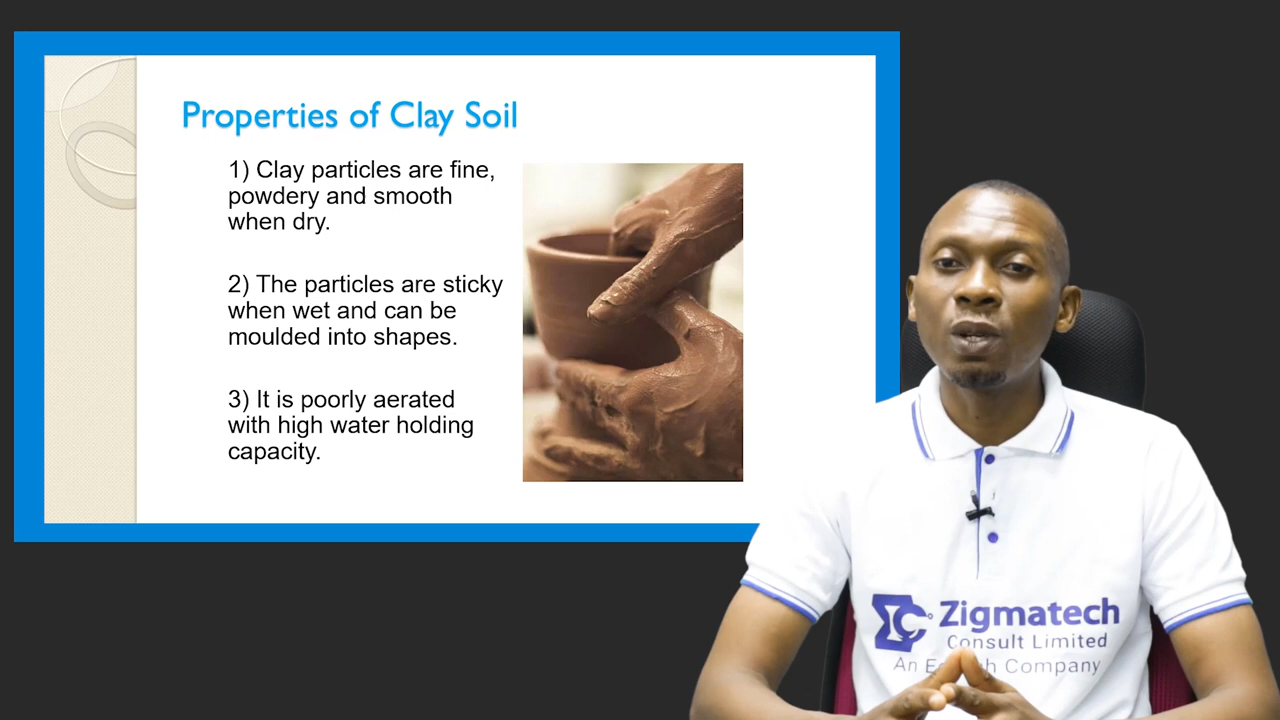 Properties of Clay Soil
1) Clay particles are fine,
powdery and smooth
when dry.
2) The particles are sticky
when wet and can be
moulded into shapes.
3) It is poorly aerated
with high water holding
capacity.
Zigmatech
Consult Limited
An Company